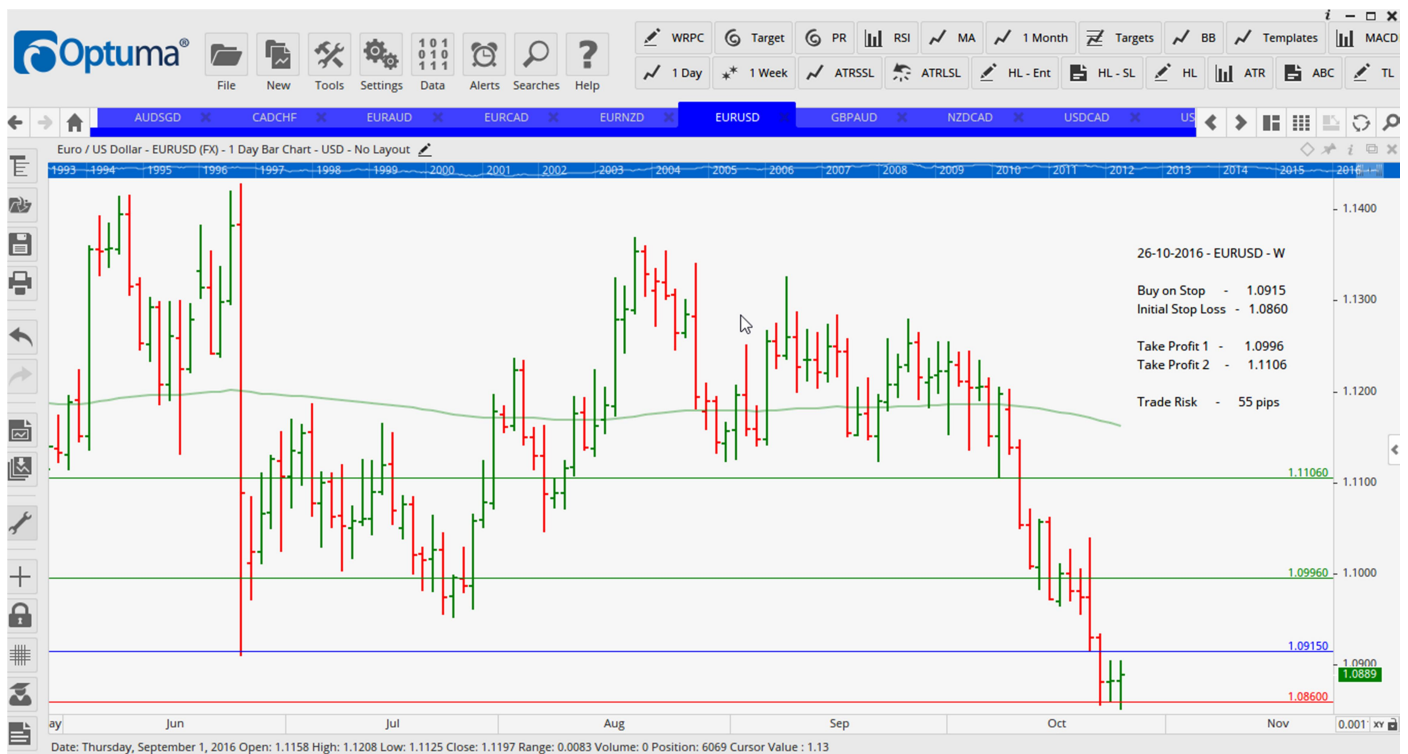 Optuma®
File New Tools Settings Data Alerts Searches Help
WRPC Target PR RSI MA 1 Month Targets BB Templates MACD
1 Day 1 Week ATRSSL ATRLSL HL - Ent HL - SL HL ATR ABC TL
AUDSGD CADCHF EURAUD EURCAD EURNZD EURUSD GBPAUD NZDCAD USDCAD US
Euro / US Dollar - EURUSD (FX) - 1 Day Bar Chart - USD - No Layout
1993 1994 1995 1996 1997 1998 1999 2000 2001 2002 2003 2004 2005 2006 2007 2008 2009 2010 2011 2012 2013 2014 2015 2016
1.1400
26-10-2016 - EURUSD - W
Buy on Stop - 1.0915
1.1300
Initial Stop Loss - 1.0860
Take Profit 1 - 1.0996
Take Profit 2 - 1.1106
1.1200
Trade Risk - 55 pips
1.11060
1.1100
1.09960
1.1000
1.09150
1.0900
1.0889
1.08600
ay Jun Jul Aug Sep Oct Nov 0.001 XY
Date: Thursday, September 1, 2016 Open: 1.1158 High: 1.1208 Low: 1.1125 Close: 1.1197 Range: 0.0083 Volume: 0 Position: 6069 Cursor Value : 1.13